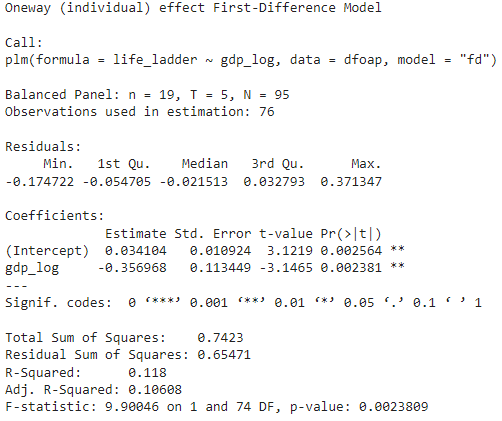 Oneway (individual) effect First-Difference Model
Call:
plm(formula = life_ladder ~ gdp_log, data = dfoap, model = "fd")
Balanced Panel: n = 19, T = 5, N = 95
Observations used in estimation: 76
Residuals:
Min. 1st Qu. Median 3rd Qu. Max.
-0.174722 -0.054705 -0.021513 0.032793 0.371347
Coefficients:
Estimate Std. Error t-value Pr(>|t|)
(Intercept) 0.034104 0.010924 3.1219 0.002564 **
gdp_log -0.356968 0.113449 -3.1465 0.002381 **
---
Signif. codes: 0 ‘***’ 0.001 ‘**’ 0.01 ‘*’ 0.05 ‘.’ 0.1 ‘ ’ 1
Total Sum of Squares: 0.7423
Residual Sum of Squares: 0.65471
R-Squared: 0.118
Adj. R-Squared: 0.10608
F-statistic: 9.90046 on 1 and 74 DF, p-value: 0.0023809